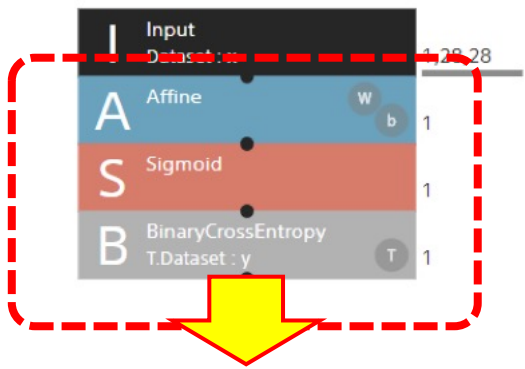 I
Input
Dataset : x
1,28,28
A
Affine
W
b
1
S
Sigmoid
1
B
BinaryCrossEntropy
T.Dataset : y
T
1